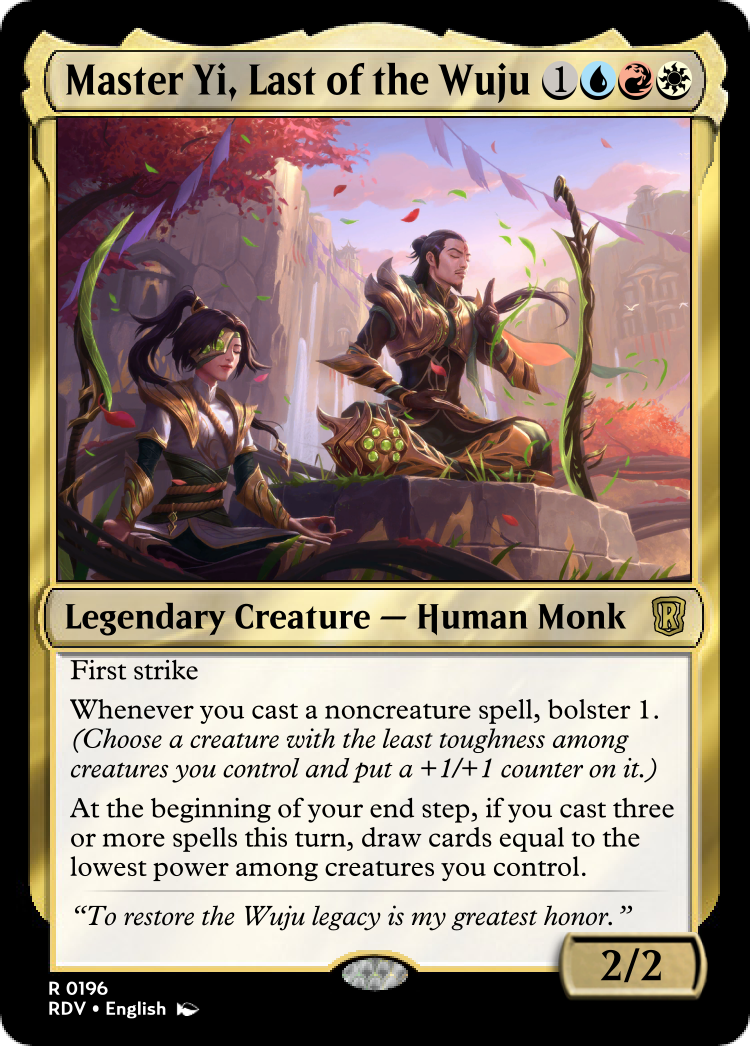 Master Yi, Last of the Wuju 1
Legendary Creature — Human Monk R
First strike
Whenever you cast a noncreature spell, bolster 1.
(Choose a creature with the least toughness among
creatures you control and put a +1/+1 counter on it.)
At the beginning of your end step, if you cast three
or more spells this turn, draw cards equal to the
lowest power among creatures you control.
“To restore the Wuju legacy is my greatest honor.”
2/2
R 0196
RDV • English